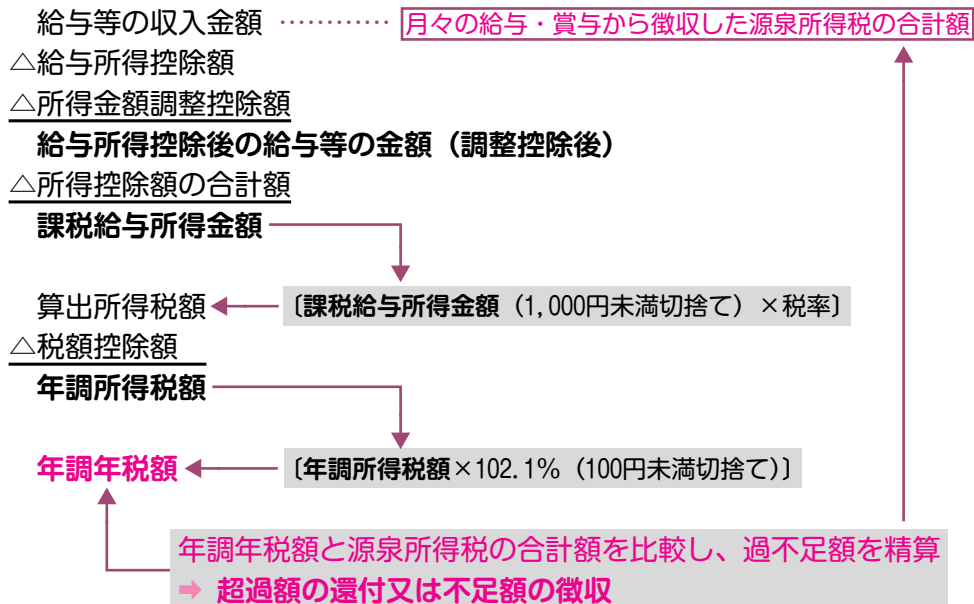 給与等の収入金額 ………… 月々の給与・賞与から徴収した源泉所得税の合計額
△給与所得控除額
△所得金額調整控除額
給与所得控除後の給与等の金額（調整控除後）
△所得控除額の合計額
課税給与所得金額
算出所得税額 〔課税給与所得金額（1,000円未満切捨て）×税率〕
△税額控除額
年調所得税額
年調年税額 〔年調所得税額×102.1%（100円未満切捨て）〕
年調年税額と源泉所得税の合計額を比較し、過不足額を精算
➡ 超過額の還付又は不足額の徴収